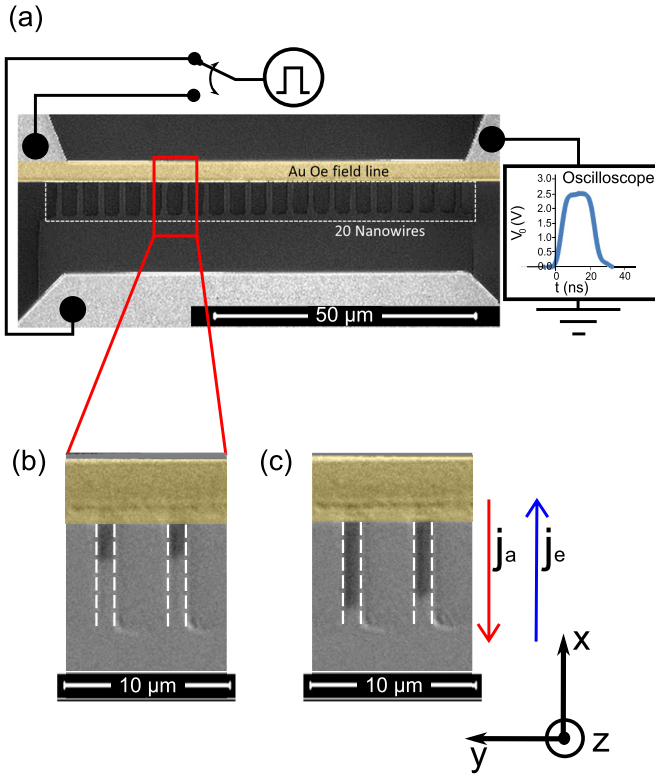 (a)
Au Oe field line
20 Nanowires
50 µm
Oscilloscope
V0 (V)
3.0
2.5
2.0
1.5
1.0
0.5
0.0
0 20 40
t (ns)
(b)
(c)
ja
je
10 µm
10 µm
x
y
z